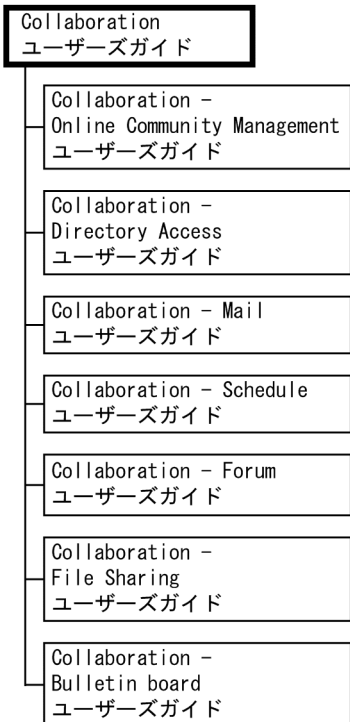 Collaboration
ユーザーズガイド
Collaboration −
Online Community Management
ユーザーズガイド
Collaboration −
Directory Access
ユーザーズガイド
Collaboration − Mail
ユーザーズガイド
Collaboration − Schedule
ユーザーズガイド
Collaboration − Forum
ユーザーズガイド
Collaboration −
File Sharing
ユーザーズガイド
Collaboration −
Bulletin board
ユーザーズガイド